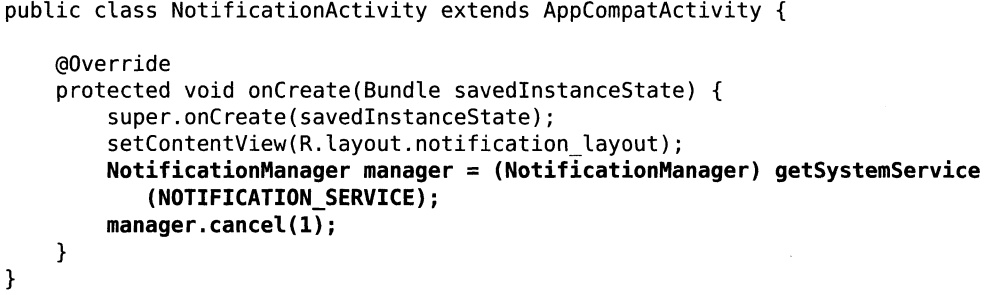 public class NotificationActivity extends AppCompatActivity {

    @Override
    protected void onCreate(Bundle savedInstanceState) {
        super.onCreate(savedInstanceState);
        setContentView(R.layout.notification_layout);
        NotificationManager manager = (NotificationManager) getSystemService
           (NOTIFICATION_SERVICE);
        manager.cancel(1);
    }
}